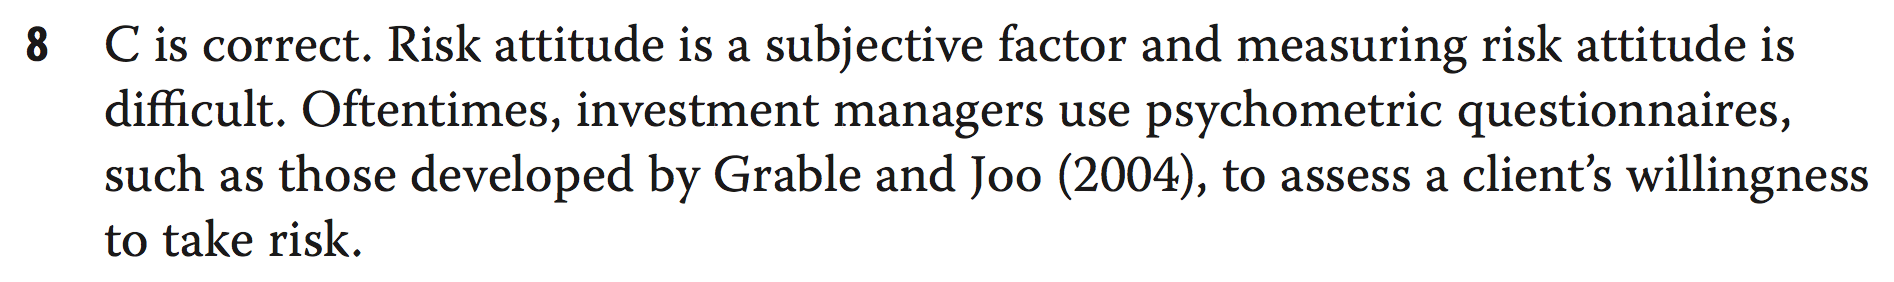 8 C is correct. Risk attitude is a subjective factor and measuring risk attitude is
difficult. Oftentimes, investment managers use psychometric questionnaires,
such as those developed by Grable and Joo (2004), to assess a client’s willingness
to take risk.